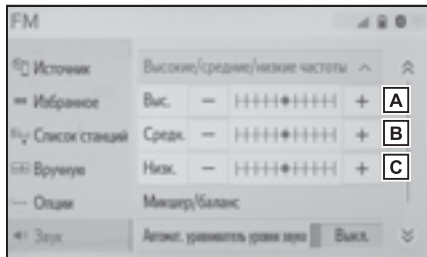 FM
Источник
Высокие/средние/низкие частоты
Избранное
Выс. − + A
Список станций
Средн. − + B
Вручную
Низк. − + C
Опции
Микшер/баланс
Звук
Автомат. уравниватель уровня звука Выкл.